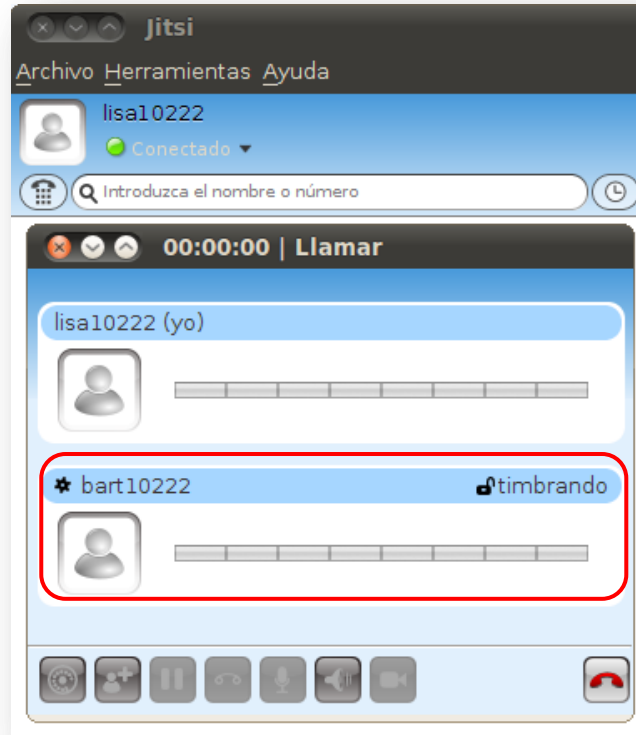 Jitsi
Archivo Herramientas Ayuda
lisa10222
Conectado
Introduzca el nombre o número
00:00:00 | Llamar
lisa10222 (yo)
bart10222 timbrando